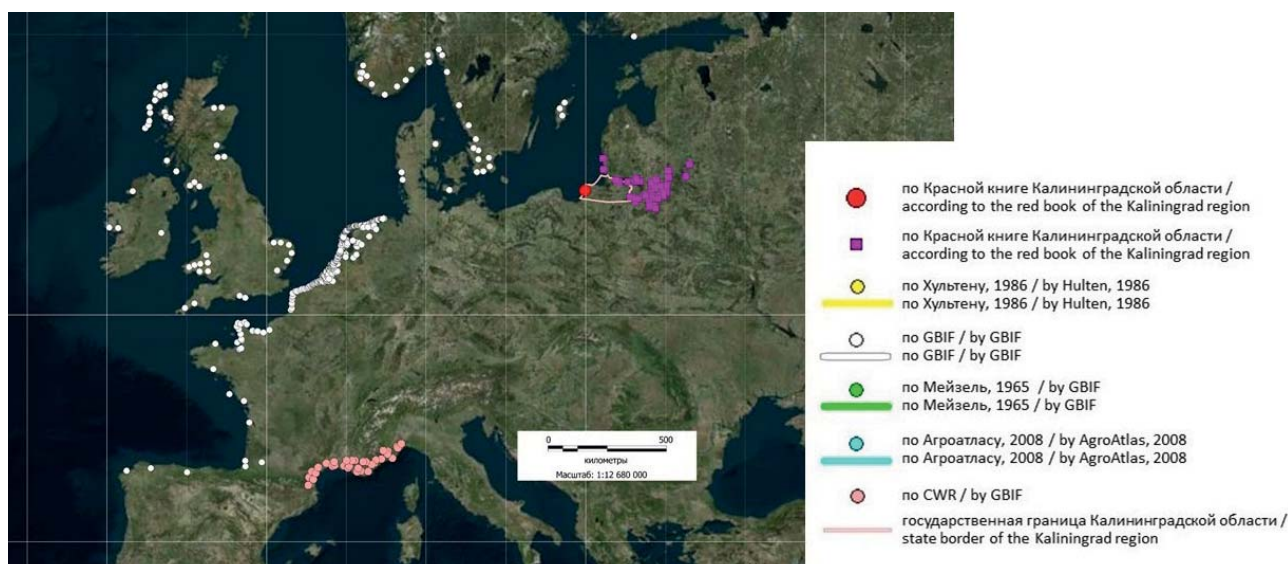 0
500
километры
Масштаб: 1:12 680 000
по Красной книге Калининградской области /
according to the red book of the Kaliningrad region
по Красной книге Калининградской области /
according to the red book of the Kaliningrad region
по Хультену, 1986 / by Hulten, 1986
по Хультену, 1986 / by Hulten, 1986
по GBIF / by GBIF
по GBIF / by GBIF
по Мейзель, 1965 / by GBIF
по Мейзель, 1965 / by GBIF
по Агроатласу, 2008 / by AgroAtlas, 2008
по Агроатласу, 2008 / by AgroAtlas, 2008
по CWR / by GBIF
государственная граница Калининградской области /
state border of the Kaliningrad region